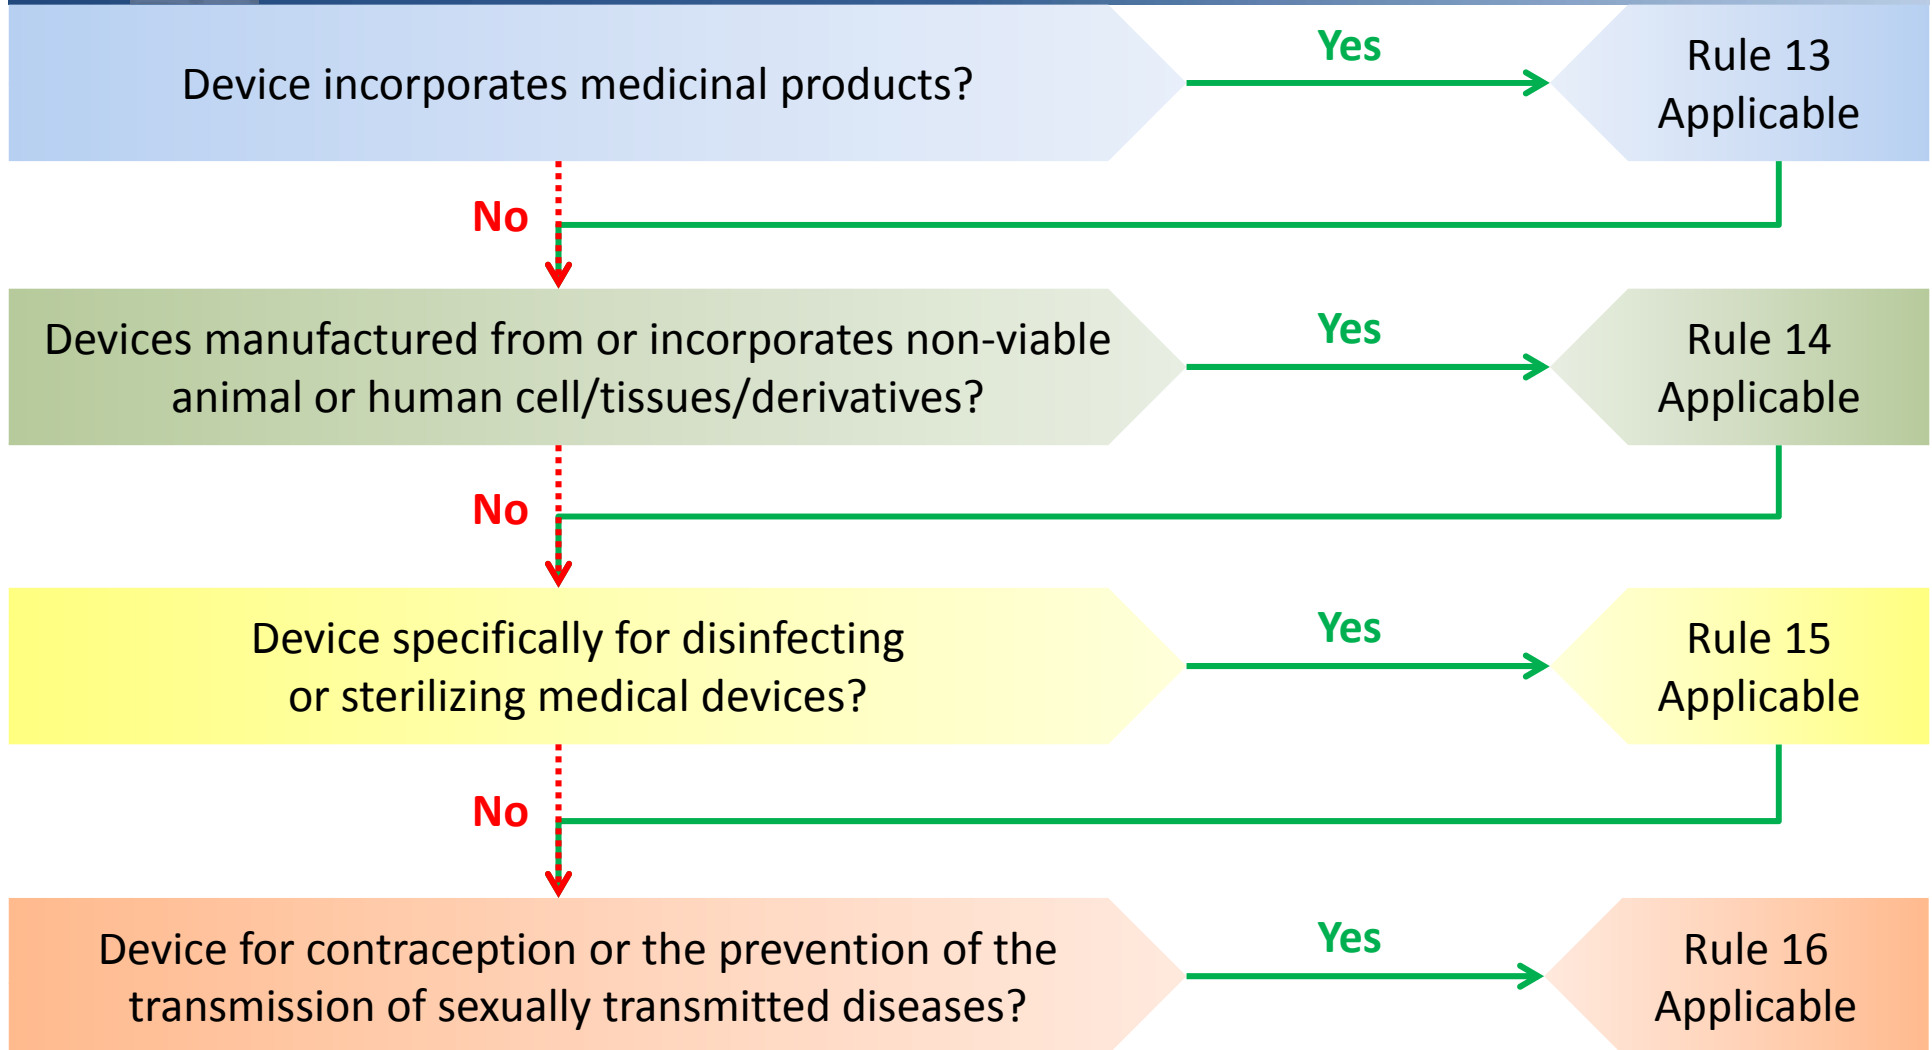 Device incorporates medicinal products?
Yes
Rule 13
Applicable
No
Devices manufactured from or incorporates non-viable
animal or human cell/tissues/derivatives?
Yes
Rule 14
Applicable
No
Device specifically for disinfecting
or sterilizing medical devices?
Yes
Rule 15
Applicable
No
Device for contraception or the prevention of the
transmission of sexually transmitted diseases?
Yes
Rule 16
Applicable